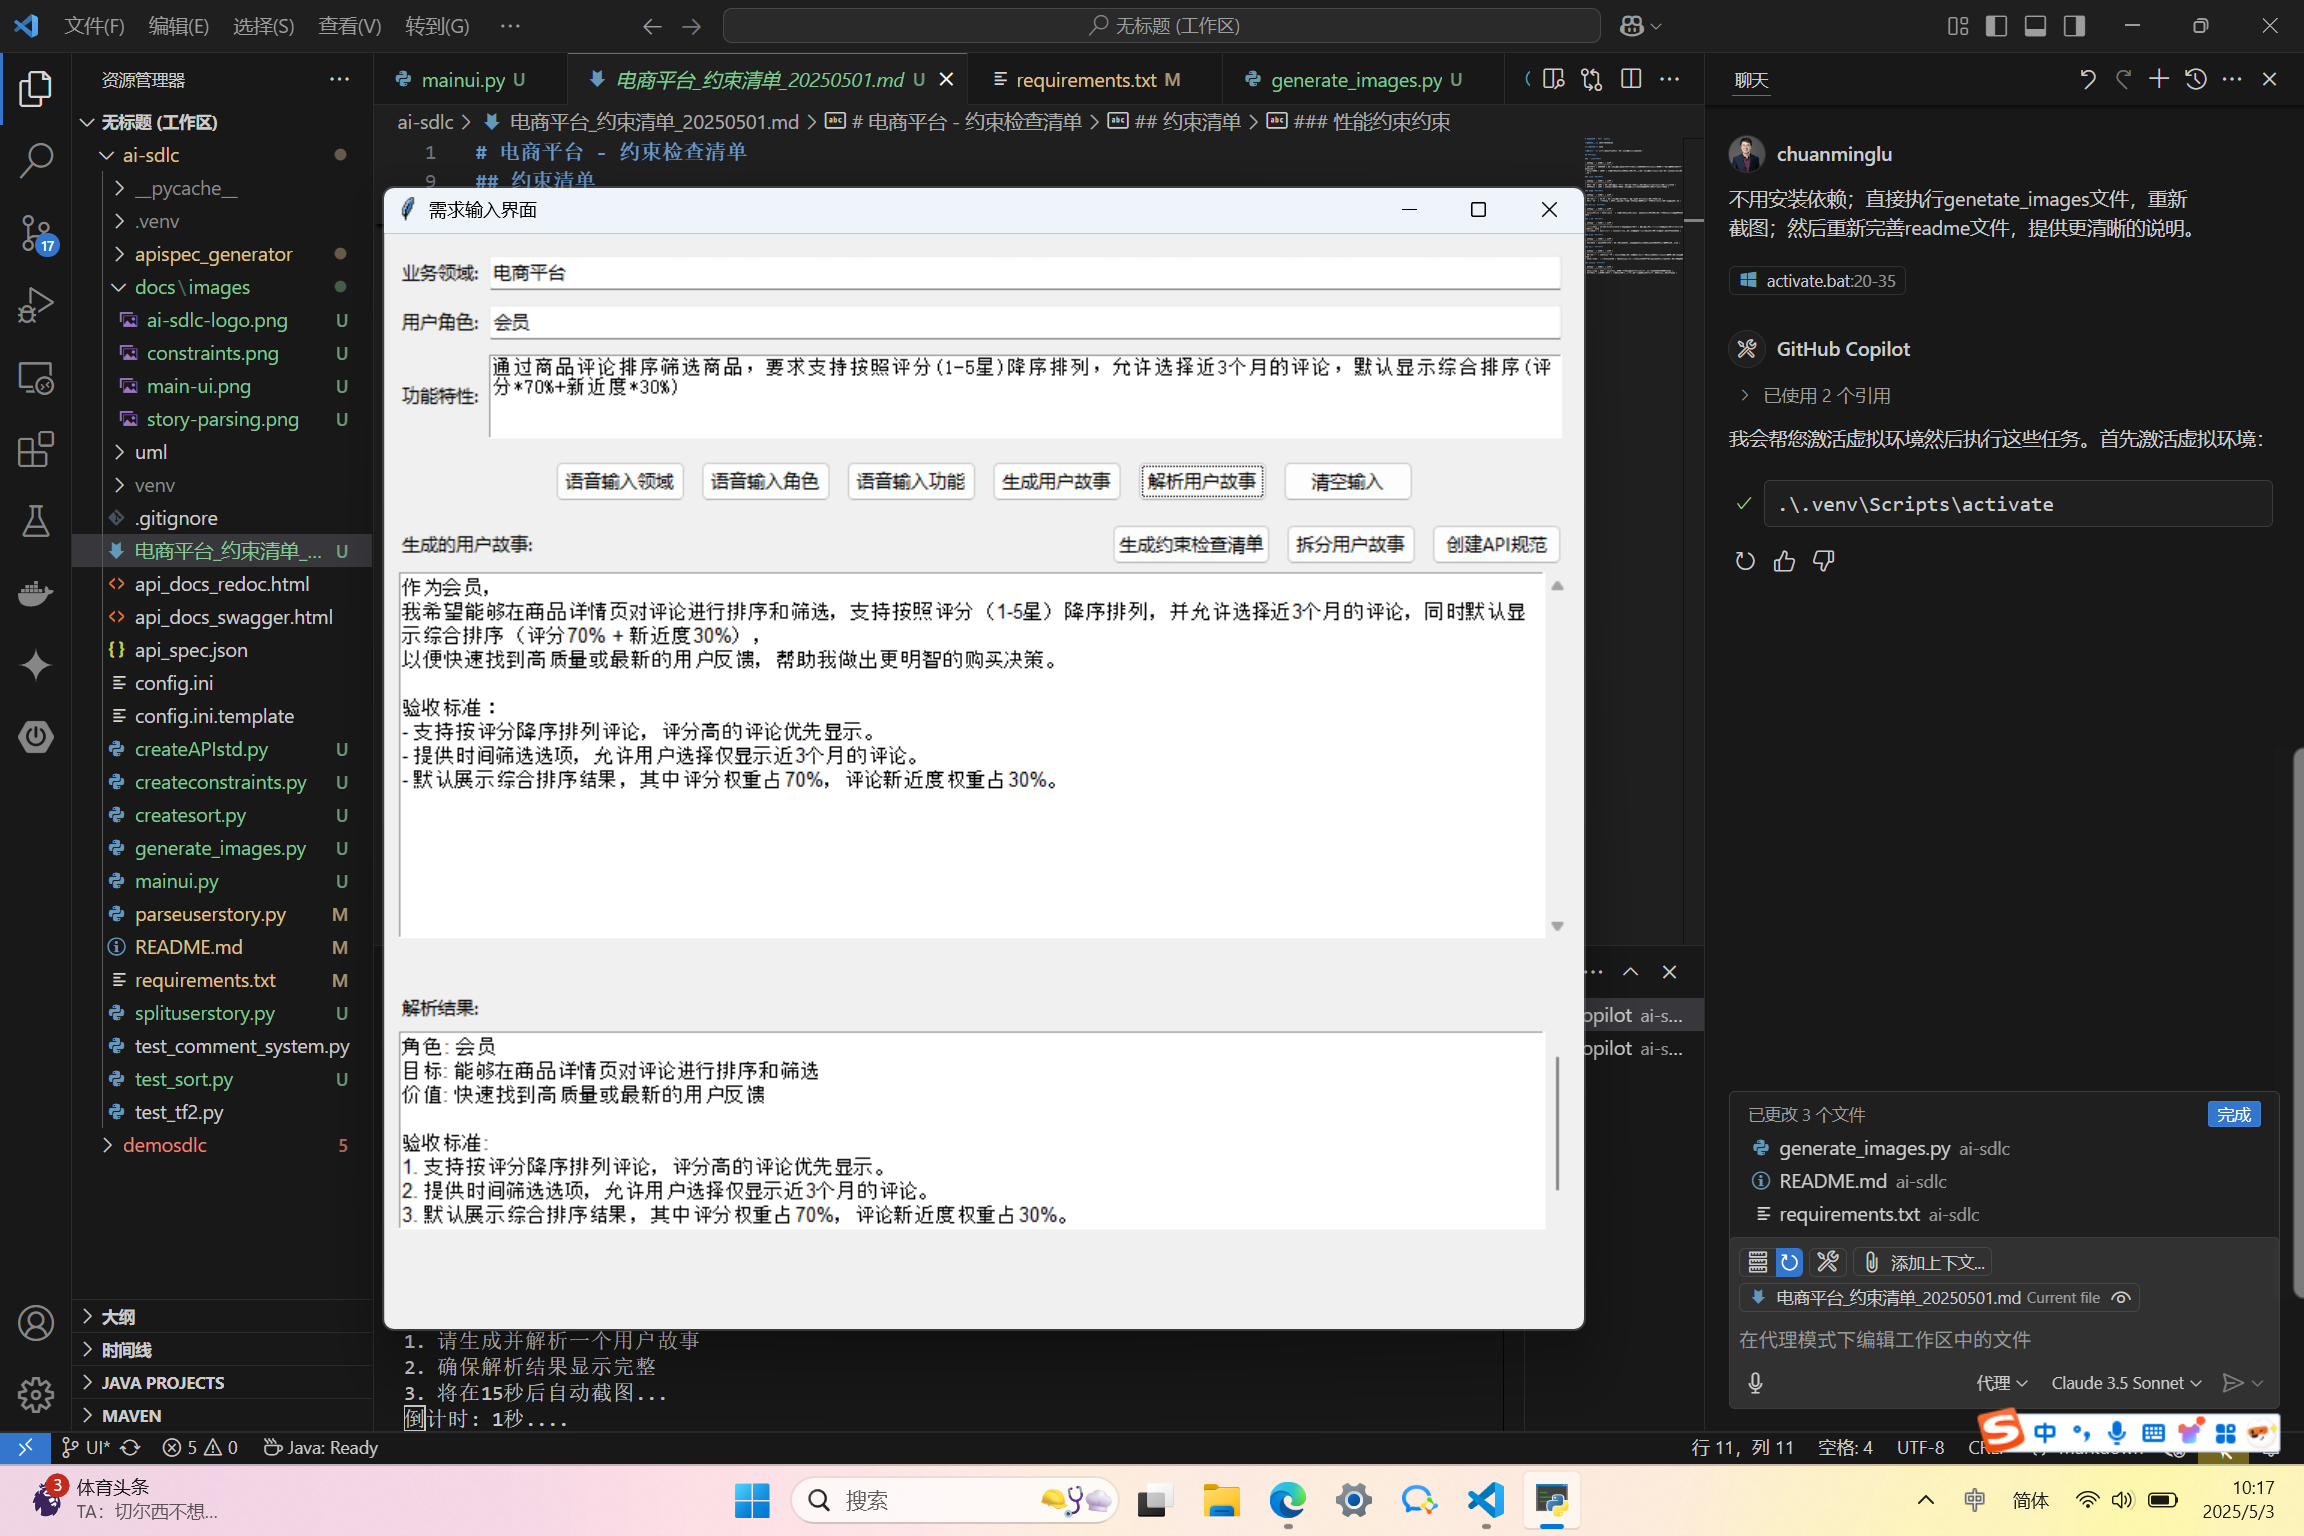 文件(F) 编辑(E) 选择(S) 查看(V) 转到(G) ···
无标题 (工作区)
资源管理器
无标题 (工作区)
ai-sdlc
__pycache__
.venv
apispec_generator
docs\images
ai-sdlc-logo.png U
constraints.png U
main-ui.png U
story-parsing.png U
uml
venv
.gitignore
电商平台_约束清单_... U
api_docs_redoc.html
api_docs_swagger.html
api_spec.json
config.ini
config.ini.template
createAPIstd.py U
createconstraints.py U
createsort.py U
generate_images.py U
mainui.py U
parseuserstory.py M
README.md M
requirements.txt M
splituserstory.py U
test_comment_system.py
test_sort.py U
test_tf2.py
demosdlc 5
大纲
时间线
JAVA PROJECTS
MAVEN
17
mainui.py U
电商平台_约束清单_20250501.md U
requirements.txt M
generate_images.py U
ai-sdlc > 电商平台_约束清单_20250501.md > # 电商平台 - 约束检查清单 > ## 约束清单 > ### 性能约束约束
1 # 电商平台 - 约束检查清单
9 ## 约束清单
需求输入界面
业务领域: 电商平台
用户角色: 会员
功能特性: 通过商品评论排序筛选商品，要求支持按照评分(1-5星)降序排列，允许选择近3个月的评论，默认显示综合排序(评
分*70%+新近度*30%)
语音输入领域 语音输入角色 语音输入功能 生成用户故事 解析用户故事 清空输入
生成的用户故事: 生成约束检查清单 拆分用户故事 创建API规范
作为会员，
我希望能够在商品详情页对评论进行排序和筛选，支持按照评分（1-5星）降序排列，并允许选择近3个月的评论，同时默认显
示综合排序（评分70% + 新近度30%），
以便快速找到高质量或最新的用户反馈，帮助我做出更明智的购买决策。
验收标准：
- 支持按评分降序排列评论，评分高的评论优先显示。
- 提供时间筛选选项，允许用户选择仅显示近3个月的评论。
- 默认展示综合排序结果，其中评分权重占70%，评论新近度权重占30%。
解析结果:
角色: 会员
目标: 能够在商品详情页对评论进行排序和筛选
价值: 快速找到高质量或最新的用户反馈
验收标准:
1. 支持按评分降序排列评论，评分高的评论优先显示。
2. 提供时间筛选选项，允许用户选择仅显示近3个月的评论。
3. 默认展示综合排序结果，其中评分权重占70%，评论新近度权重占30%。
opilot ai-s...
opilot ai-s...
1. 请生成并解析一个用户故事
2. 确保解析结果显示完整
3. 将在15秒后自动截图...
倒计时: 1秒....
聊天
chuanminglu
不用安装依赖；直接执行genetate_images文件，重新
截图；然后重新完善readme文件，提供更清晰的说明。
activate.bat:20-35
GitHub Copilot
已使用 2 个引用
我会帮您激活虚拟环境然后执行这些任务。首先激活虚拟环境：
.\.venv\Scripts\activate
已更改 3 个文件 完成
generate_images.py ai-sdlc
README.md ai-sdlc
requirements.txt ai-sdlc
添加上下文...
电商平台_约束清单_20250501.md Current file
在代理模式下编辑工作区中的文件
代理 Claude 3.5 Sonnet
UI* 5 0 Java: Ready
行 11，列 11 空格: 4 UTF-8
中
3 体育头条
TA：切尔西不想...
搜索
中 简体
10:17
2025/5/3